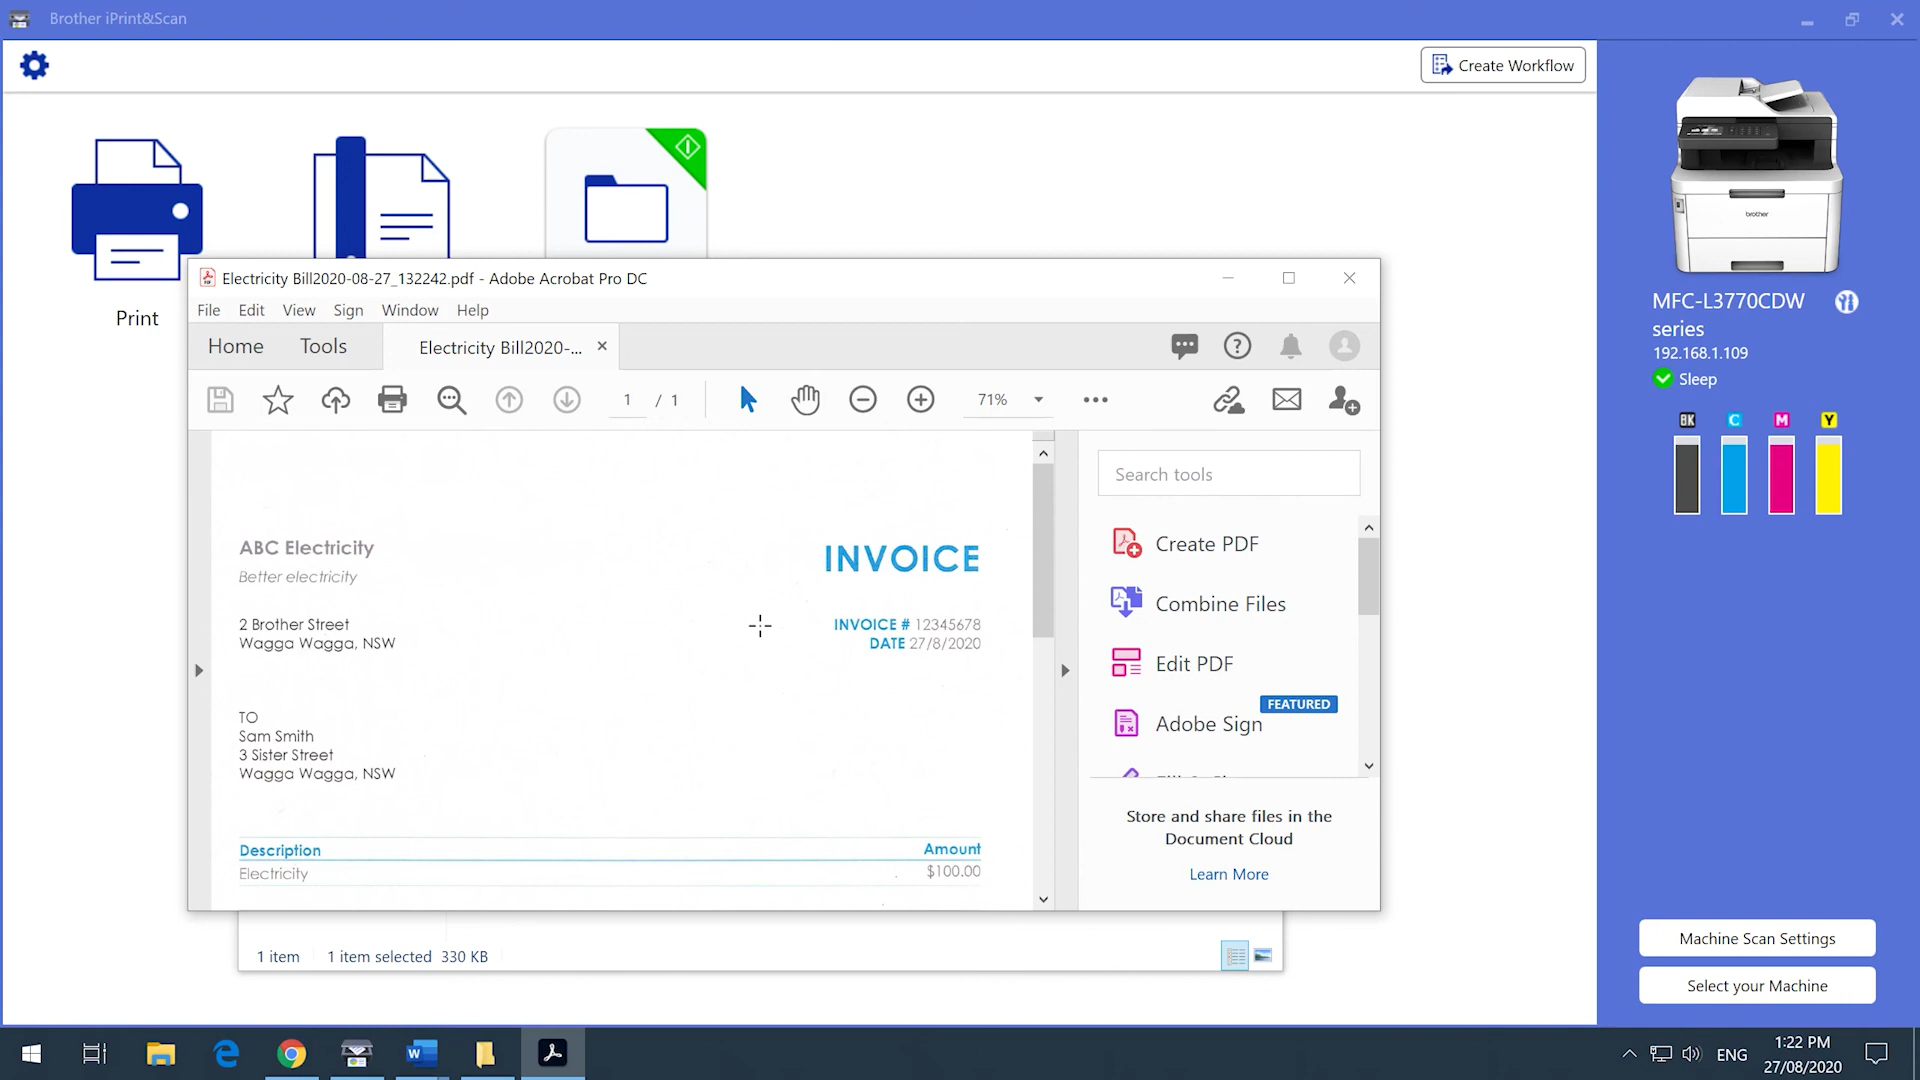 Brother iPrint&Scan
Create Workflow
Print
Electricity Bill2020-08-27_132242.pdf - Adobe Acrobat Pro DC
File Edit View Sign Window Help
Home Tools Electricity Bill2020-...
1 / 1 71%
Search tools
Create PDF
Combine Files
Edit PDF
FEATURED
Adobe Sign
Store and share files in the
Document Cloud
Learn More
ABC Electricity
Better electricity
INVOICE
2 Brother Street
Wagga Wagga, NSW
INVOICE # 12345678
DATE 27/8/2020
TO
Sam Smith
3 Sister Street
Wagga Wagga, NSW
Description Amount
Electricity $100.00
1 item 1 item selected 330 KB
brother
MFC-L3770CDW
series
192.168.1.109
Sleep
BK C M Y
Machine Scan Settings
Select your Machine
ENG
1:22 PM
27/08/2020